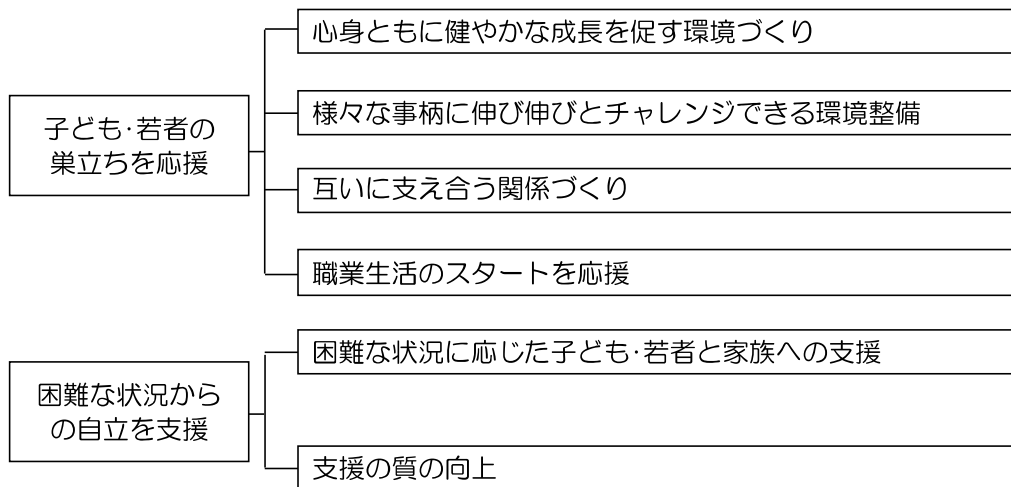 子ども・若者の
巣立ちを応援
心身ともに健やかな成長を促す環境づくり
様々な事柄に伸び伸びとチャレンジできる環境整備
互いに支え合う関係づくり
職業生活のスタートを応援
困難な状況から
の自立を支援
困難な状況に応じた子ども・若者と家族への支援
支援の質の向上